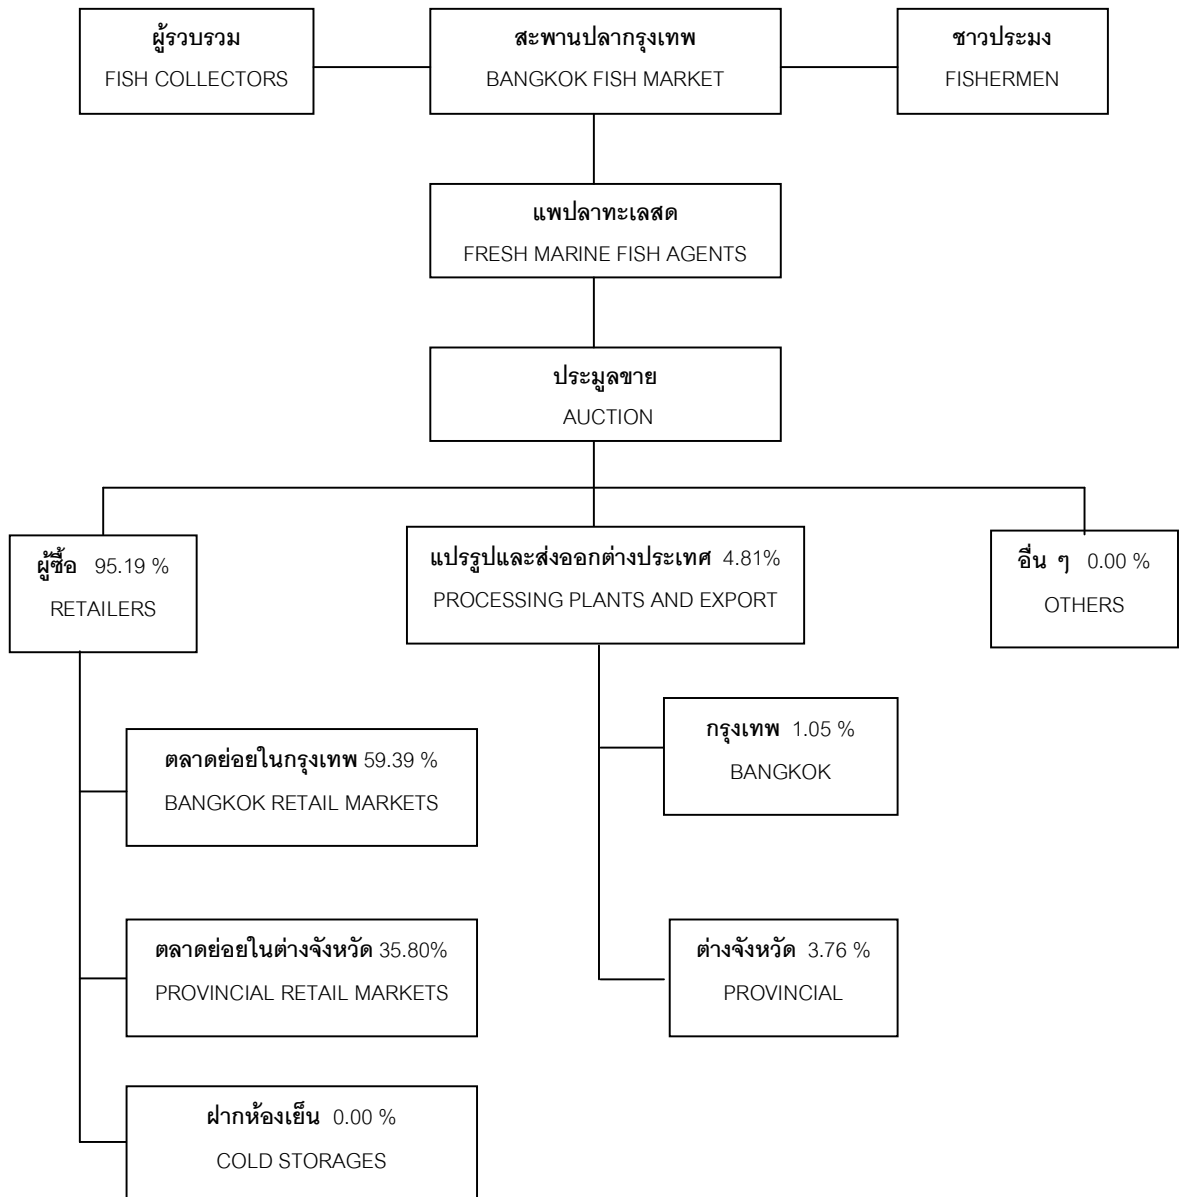 ผู้รวบรวม
FISH COLLECTORS
สะพานปลากรุงเทพ
BANGKOK FISH MARKET
ชาวประมง
FISHERMEN
แพปลาทะเลสด
FRESH MARINE FISH AGENTS
ประมูลขาย
AUCTION
ผู้ซื้อ 95.19 %
RETAILERS
แปรรูปและส่งออกต่างประเทศ 4.81%
PROCESSING PLANTS AND EXPORT
อื่น ๆ 0.00 %
OTHERS
ตลาดย่อยในกรุงเทพ 59.39 %
BANGKOK RETAIL MARKETS
กรุงเทพ 1.05 %
BANGKOK
ตลาดย่อยในต่างจังหวัด 35.80%
PROVINCIAL RETAIL MARKETS
ต่างจังหวัด 3.76 %
PROVINCIAL
ฝากห้องเย็น 0.00 %
COLD STORAGES